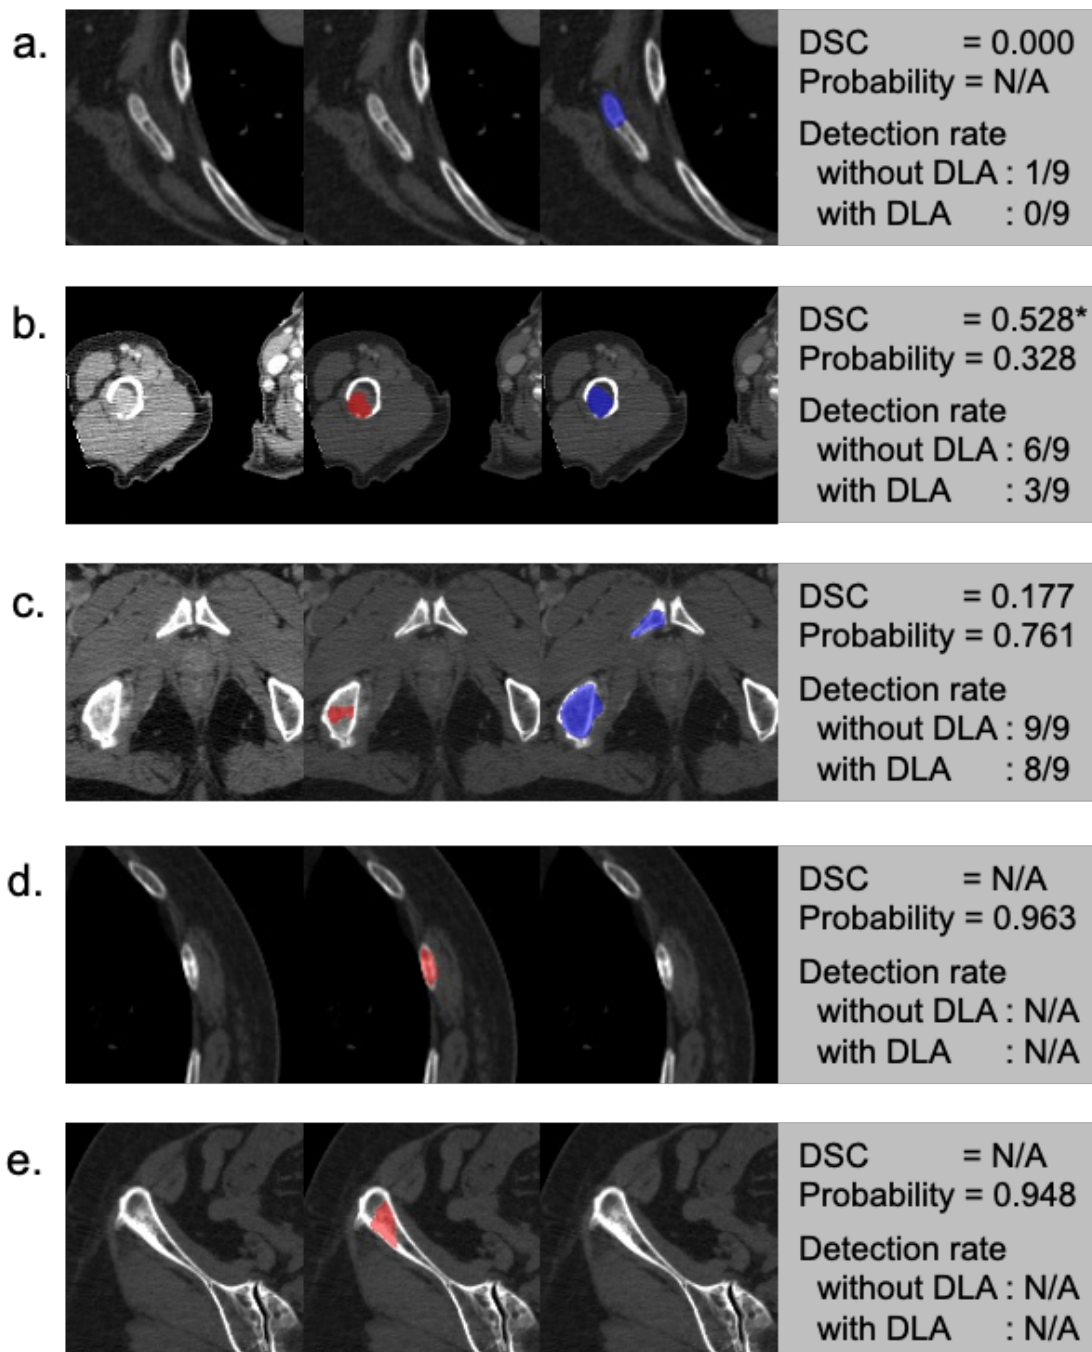 a.
DSC = 0.000
Probability = N/A
Detection rate
without DLA : 1/9
with DLA : 0/9
b.
DSC = 0.528*
Probability = 0.328
Detection rate
without DLA : 6/9
with DLA : 3/9
c.
DSC = 0.177
Probability = 0.761
Detection rate
without DLA : 9/9
with DLA : 8/9
d.
DSC = N/A
Probability = 0.963
Detection rate
without DLA : N/A
with DLA : N/A
e.
DSC = N/A
Probability = 0.948
Detection rate
without DLA : N/A
with DLA : N/A